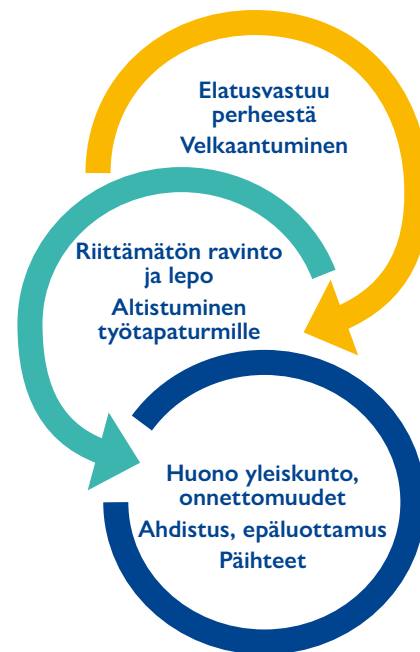 Elatusvastuu
perheestä
Velkaantuminen
Riittämätön ravinto
ja lepo
Altistuminen
työtapaturmille
Huono yleiskunto,
onnettomuudet
Ahdistus, epäluottamus
Päihteet